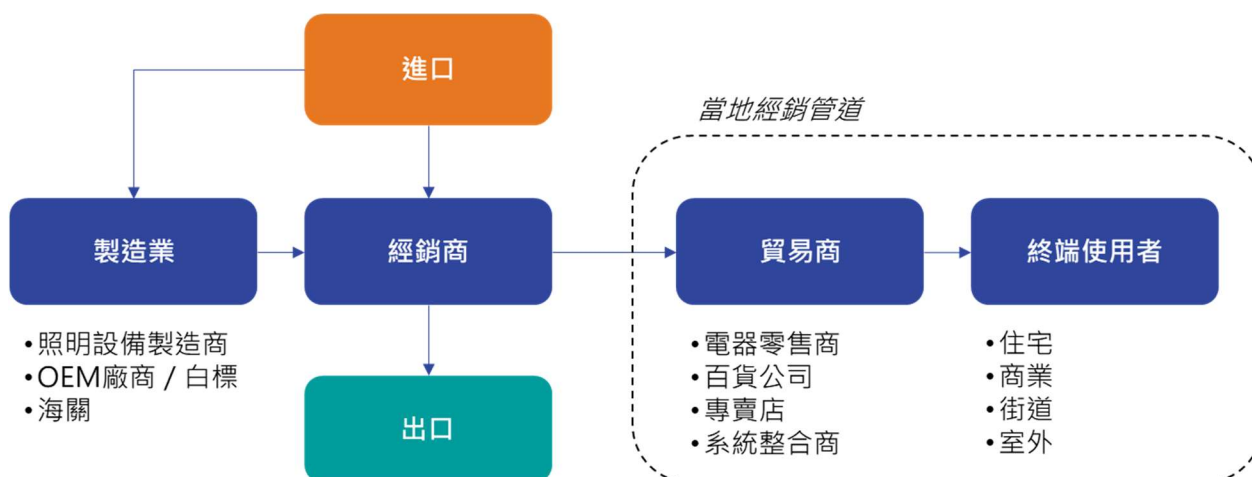 進口
當地經銷管道
製造業
經銷商
貿易商
終端使用者
•照明設備製造商
•OEM廠商 / 白標
•海關
•電器零售商
•百貨公司
•專賣店
•系統整合商
•住宅
•商業
•街道
•室外
出口